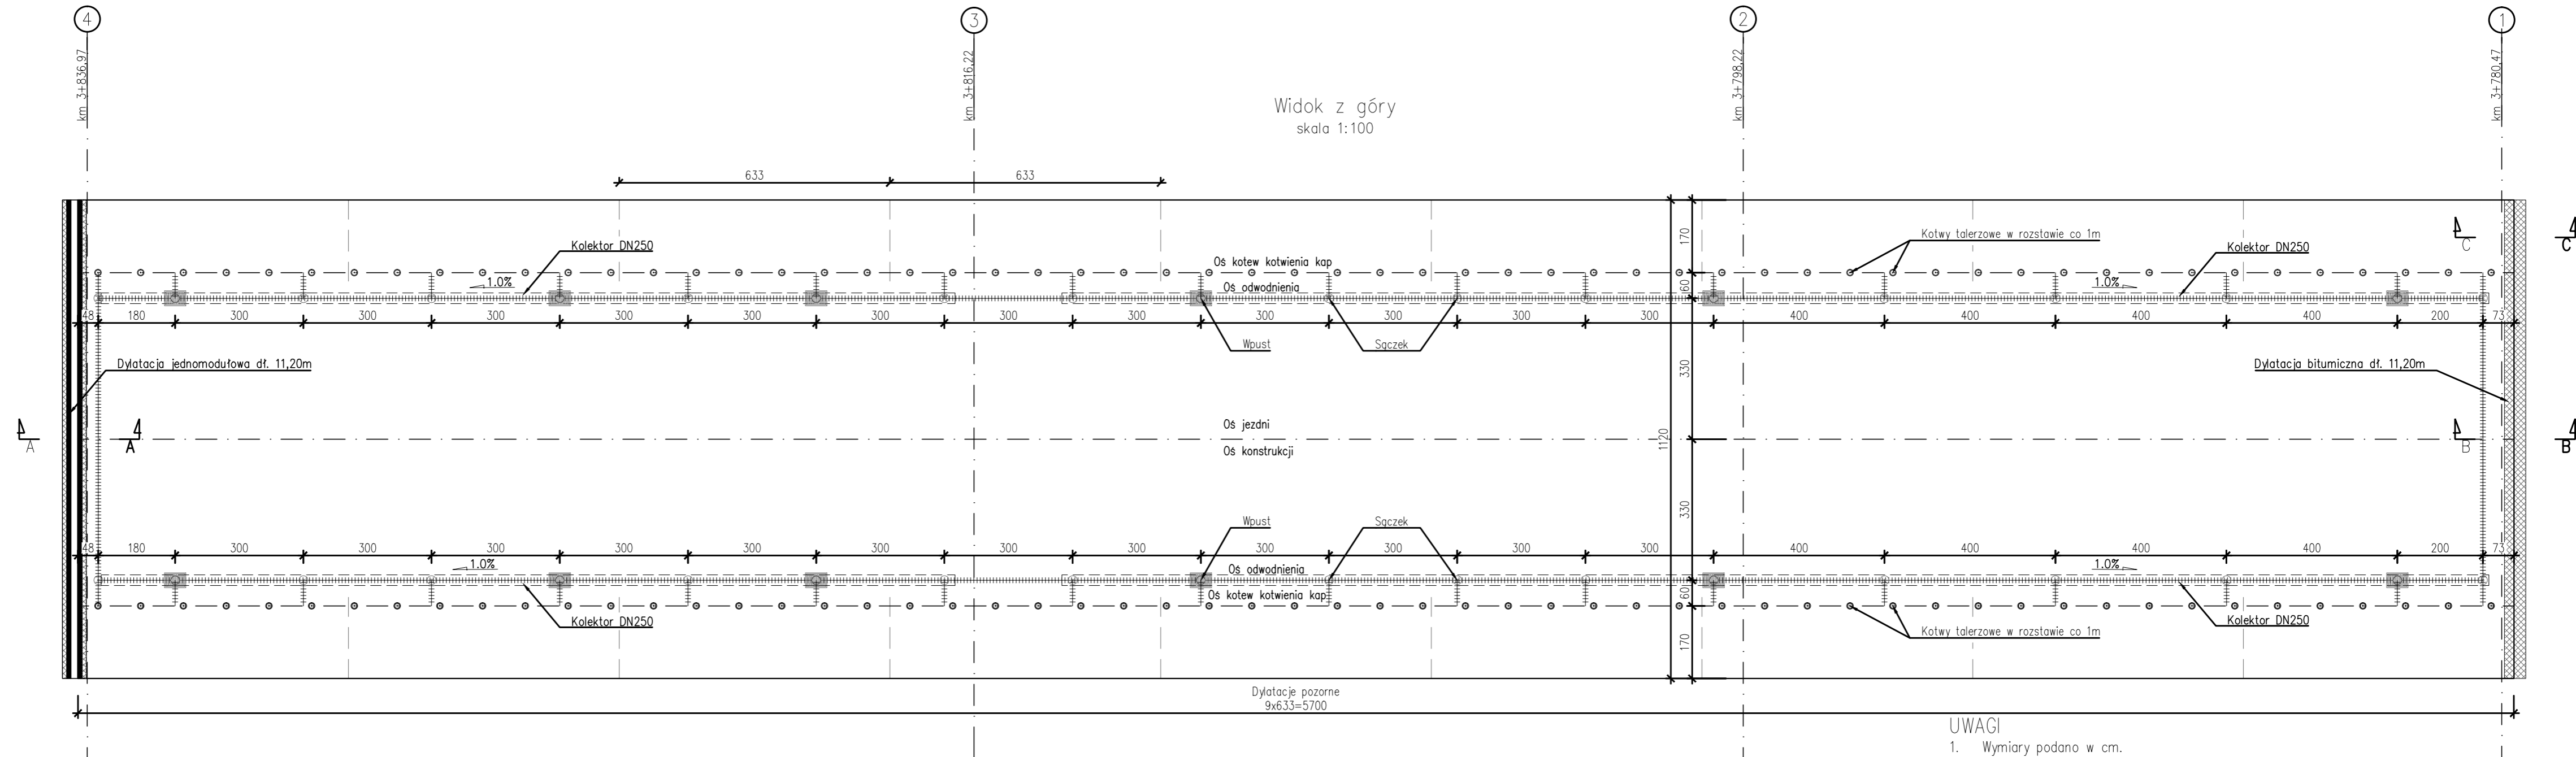 4
3
2
1
km 3+836,97
km 3+816,22
km 3+798,22
km 3+780,47
Widok z góry
skala 1:100
633
633
Kolektor DN250
Oś kotew kotwienia kap
Kotwy talerzowe w rozstawie co 1m
Kolektor DN250
C
C
170
1.0%
Oś odwodnienia
60
1.0%
48
180
300
300
300
300
300
300
300
300
300
300
300
300
400
400
400
400
200
73
Wpust
Sączek
Dylatacja jednomodułowa dł. 11,20m
330
Dylatacja bitumiczna dł. 11,20m
Oś jezdni
A
A
1120
B
B
Oś konstrukcji
330
Wpust
Sączek
48
180
300
300
300
300
300
300
300
300
300
300
300
300
400
400
400
400
200
73
1.0%
Oś odwodnienia
1.0%
Oś kotew kotwienia kap
60
Kolektor DN250
Kotwy talerzowe w rozstawie co 1m
Kolektor DN250
170
Dylatacje pozorne
9x633=5700
UWAGI
1. Wymiary podano w cm.